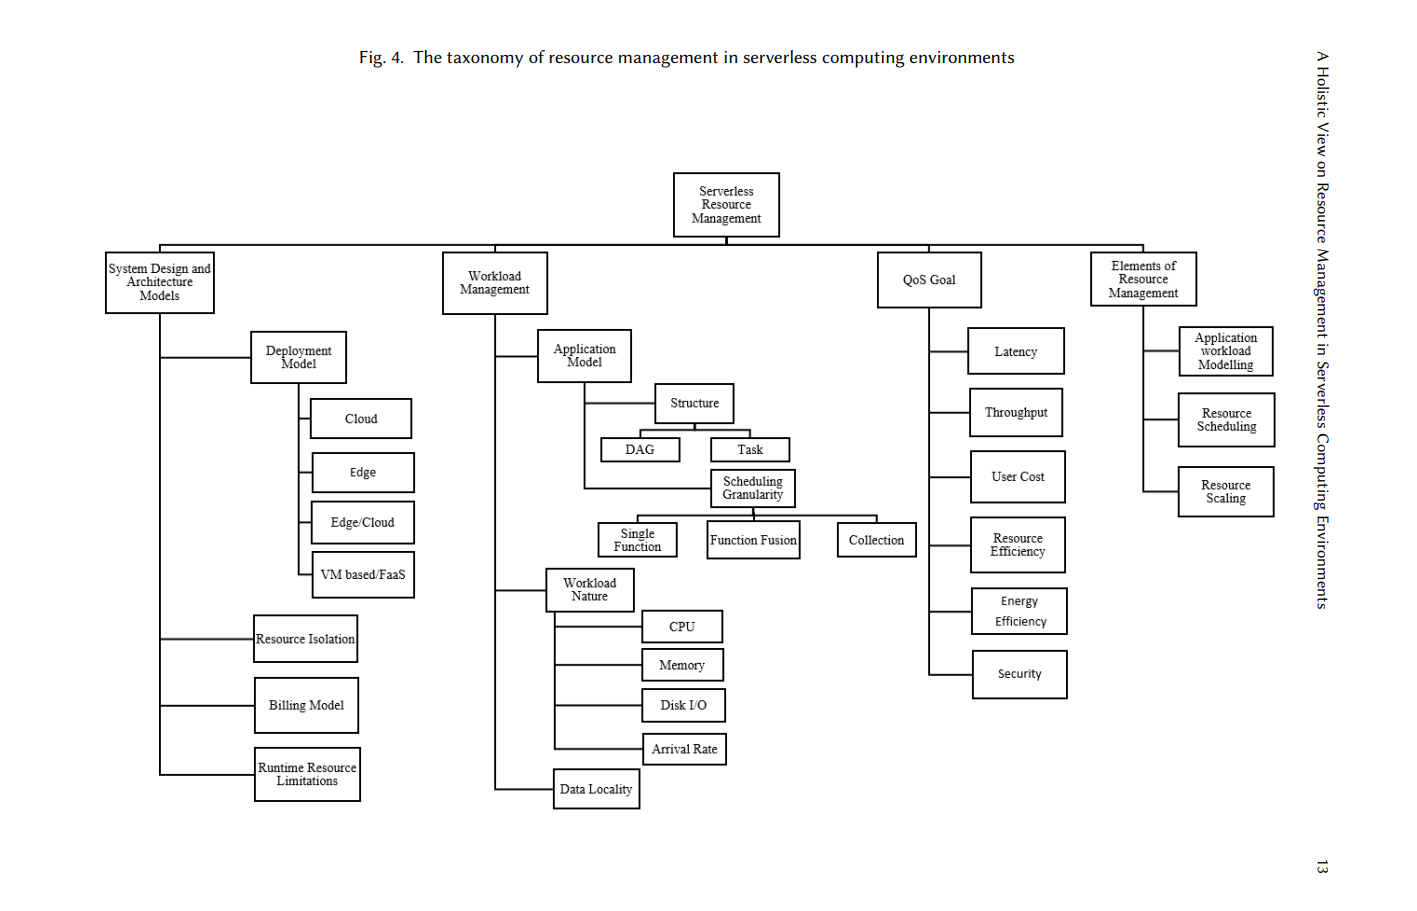 Fig. 4. The taxonomy of resource management in serverless computing environments
Serverless
Resource
Management
System Design and
Architecture
Models
Deployment
Model
Cloud
Edge
Edge/Cloud
VM based/FaaS
Resource Isolation
Billing Model
Runtime Resource
Limitations
Workload
Management
Application
Model
Structure
DAG
Task
Scheduling
Granularity
Single
Function
Function Fusion
Collection
Workload
Nature
CPU
Memory
Disk I/O
Arrival Rate
Data Locality
QoS Goal
Latency
Throughput
User Cost
Resource
Efficiency
Energy
Efficiency
Security
Elements of
Resource
Management
Application
workload
Modelling
Resource
Scheduling
Resource
Scaling
A Holistic View on Resource Management in Serverless Computing Environments
13